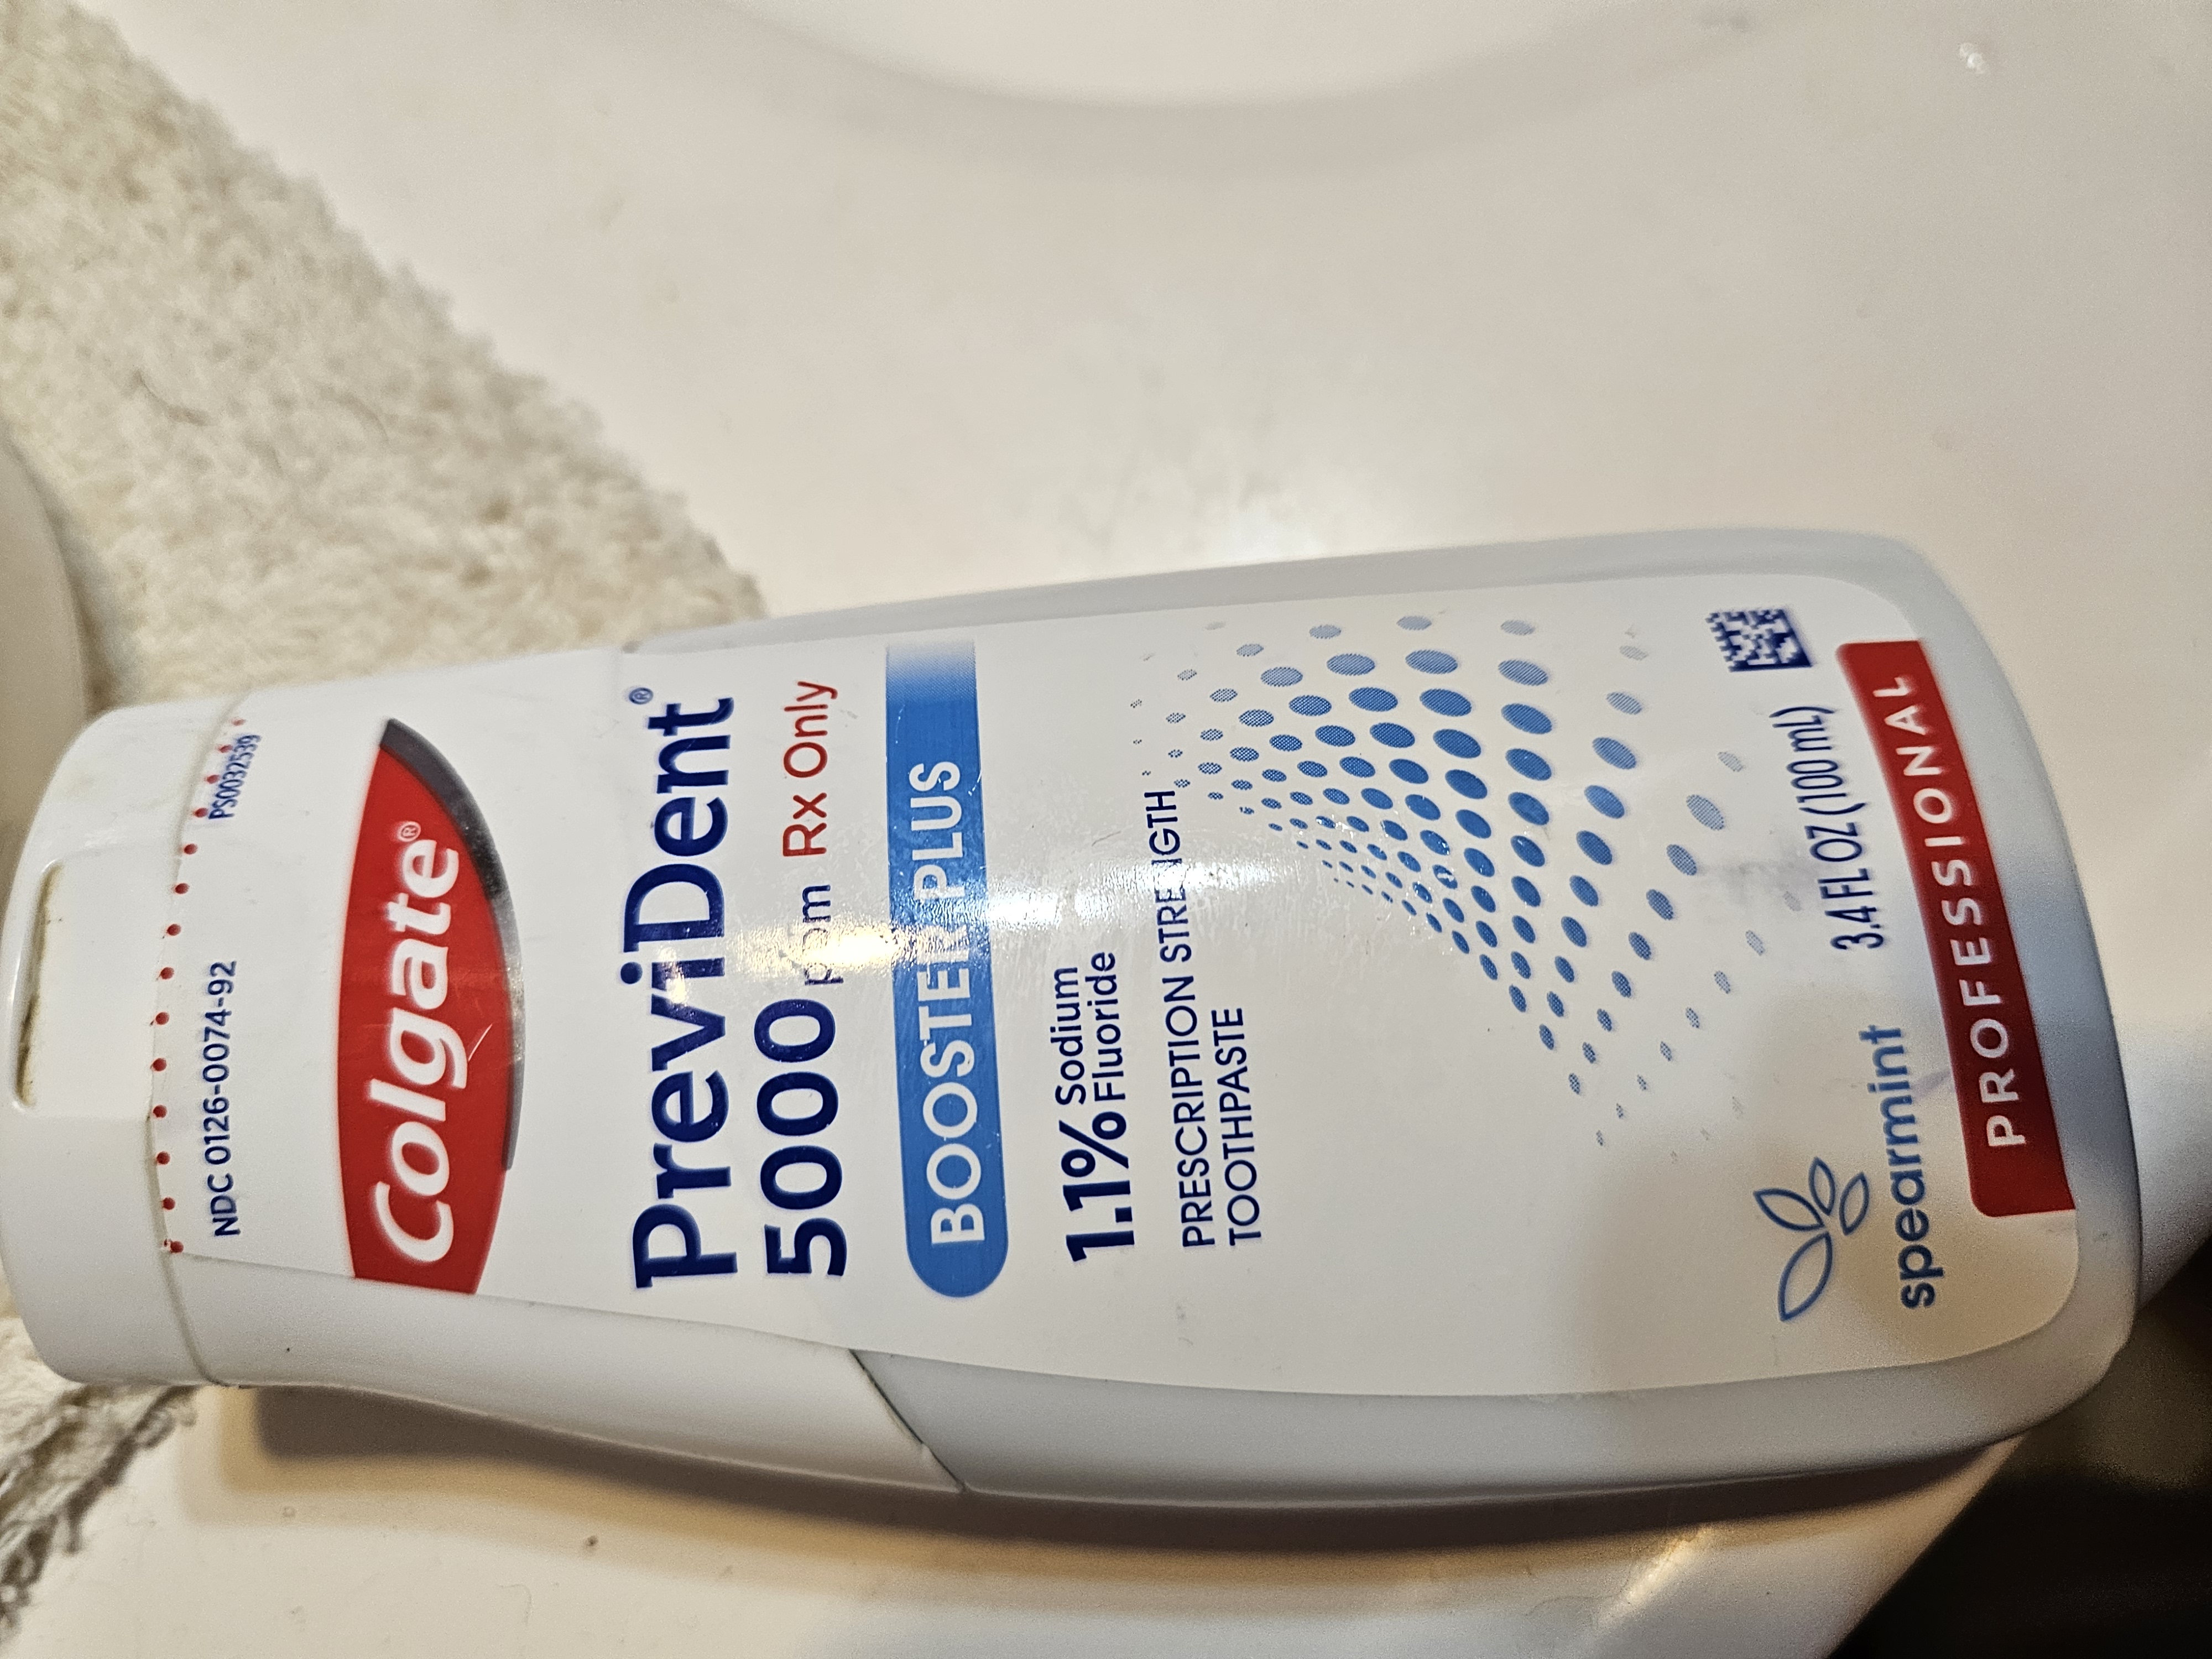 NDC 0126-0074-92 PS0032539
Colgate®
PreviDent®
5000 ppm Rx Only
BOOSTER PLUS
1.1% Sodium
Fluoride
PRESCRIPTION STRENGTH
TOOTHPASTE
spearmint
3.4 FL OZ (100 mL)
PROFESSIONAL